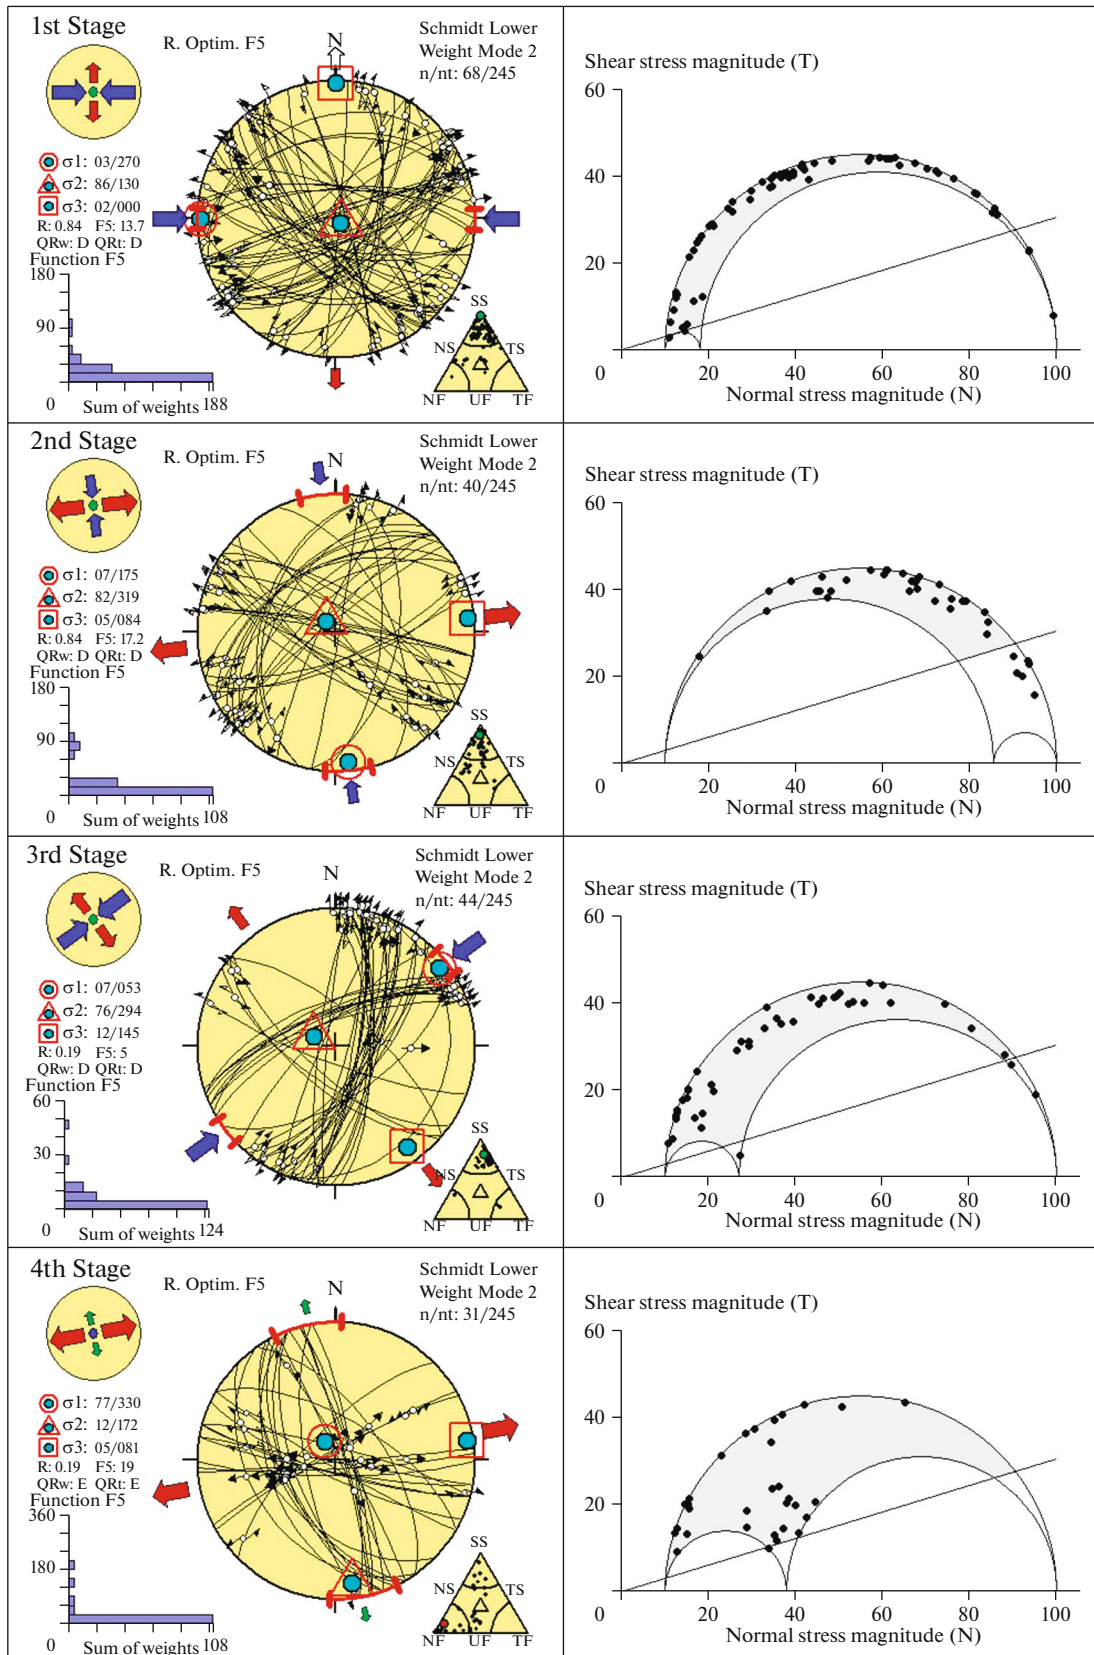 1st Stage
R. Optim. F5
N
Schmidt Lower
Weight Mode 2
n/nt: 68/245
σ1: 03/270
σ2: 86/130
σ3: 02/000
R: 0.84 F5: 13.7
QRw: D QRt: D
Function F5
180
90
0
Sum of weights 188
SS
NS TS
NF UF TF
Shear stress magnitude (T)
60
40
20
0 20 40 60 80 100
Normal stress magnitude (N)
2nd Stage
R. Optim. F5
N
Schmidt Lower
Weight Mode 2
n/nt: 40/245
σ1: 07/175
σ2: 82/319
σ3: 05/084
R: 0.84 F5: 17.2
QRw: D QRt: D
Function F5
180
90
0
Sum of weights 108
SS
NS TS
NF UF TF
Shear stress magnitude (T)
60
40
20
0 20 40 60 80 100
Normal stress magnitude (N)
3rd Stage
R. Optim. F5
N
Schmidt Lower
Weight Mode 2
n/nt: 44/245
σ1: 07/053
σ2: 76/294
σ3: 12/145
R: 0.19 F5: 5
QRw: D QRt: D
Function F5
60
30
0
Sum of weights 124
SS
NS TS
NF UF TF
Shear stress magnitude (T)
60
40
20
0 20 40 60 80 100
Normal stress magnitude (N)
4th Stage
R. Optim. F5
N
Schmidt Lower
Weight Mode 2
n/nt: 31/245
σ1: 77/330
σ2: 12/172
σ3: 05/081
R: 0.19 F5: 19
QRw: E QRt: E
Function F5
360
180
0
Sum of weights 108
SS
NS TS
NF UF TF
Shear stress magnitude (T)
60
40
20
0 20 40 60 80 100
Normal stress magnitude (N)